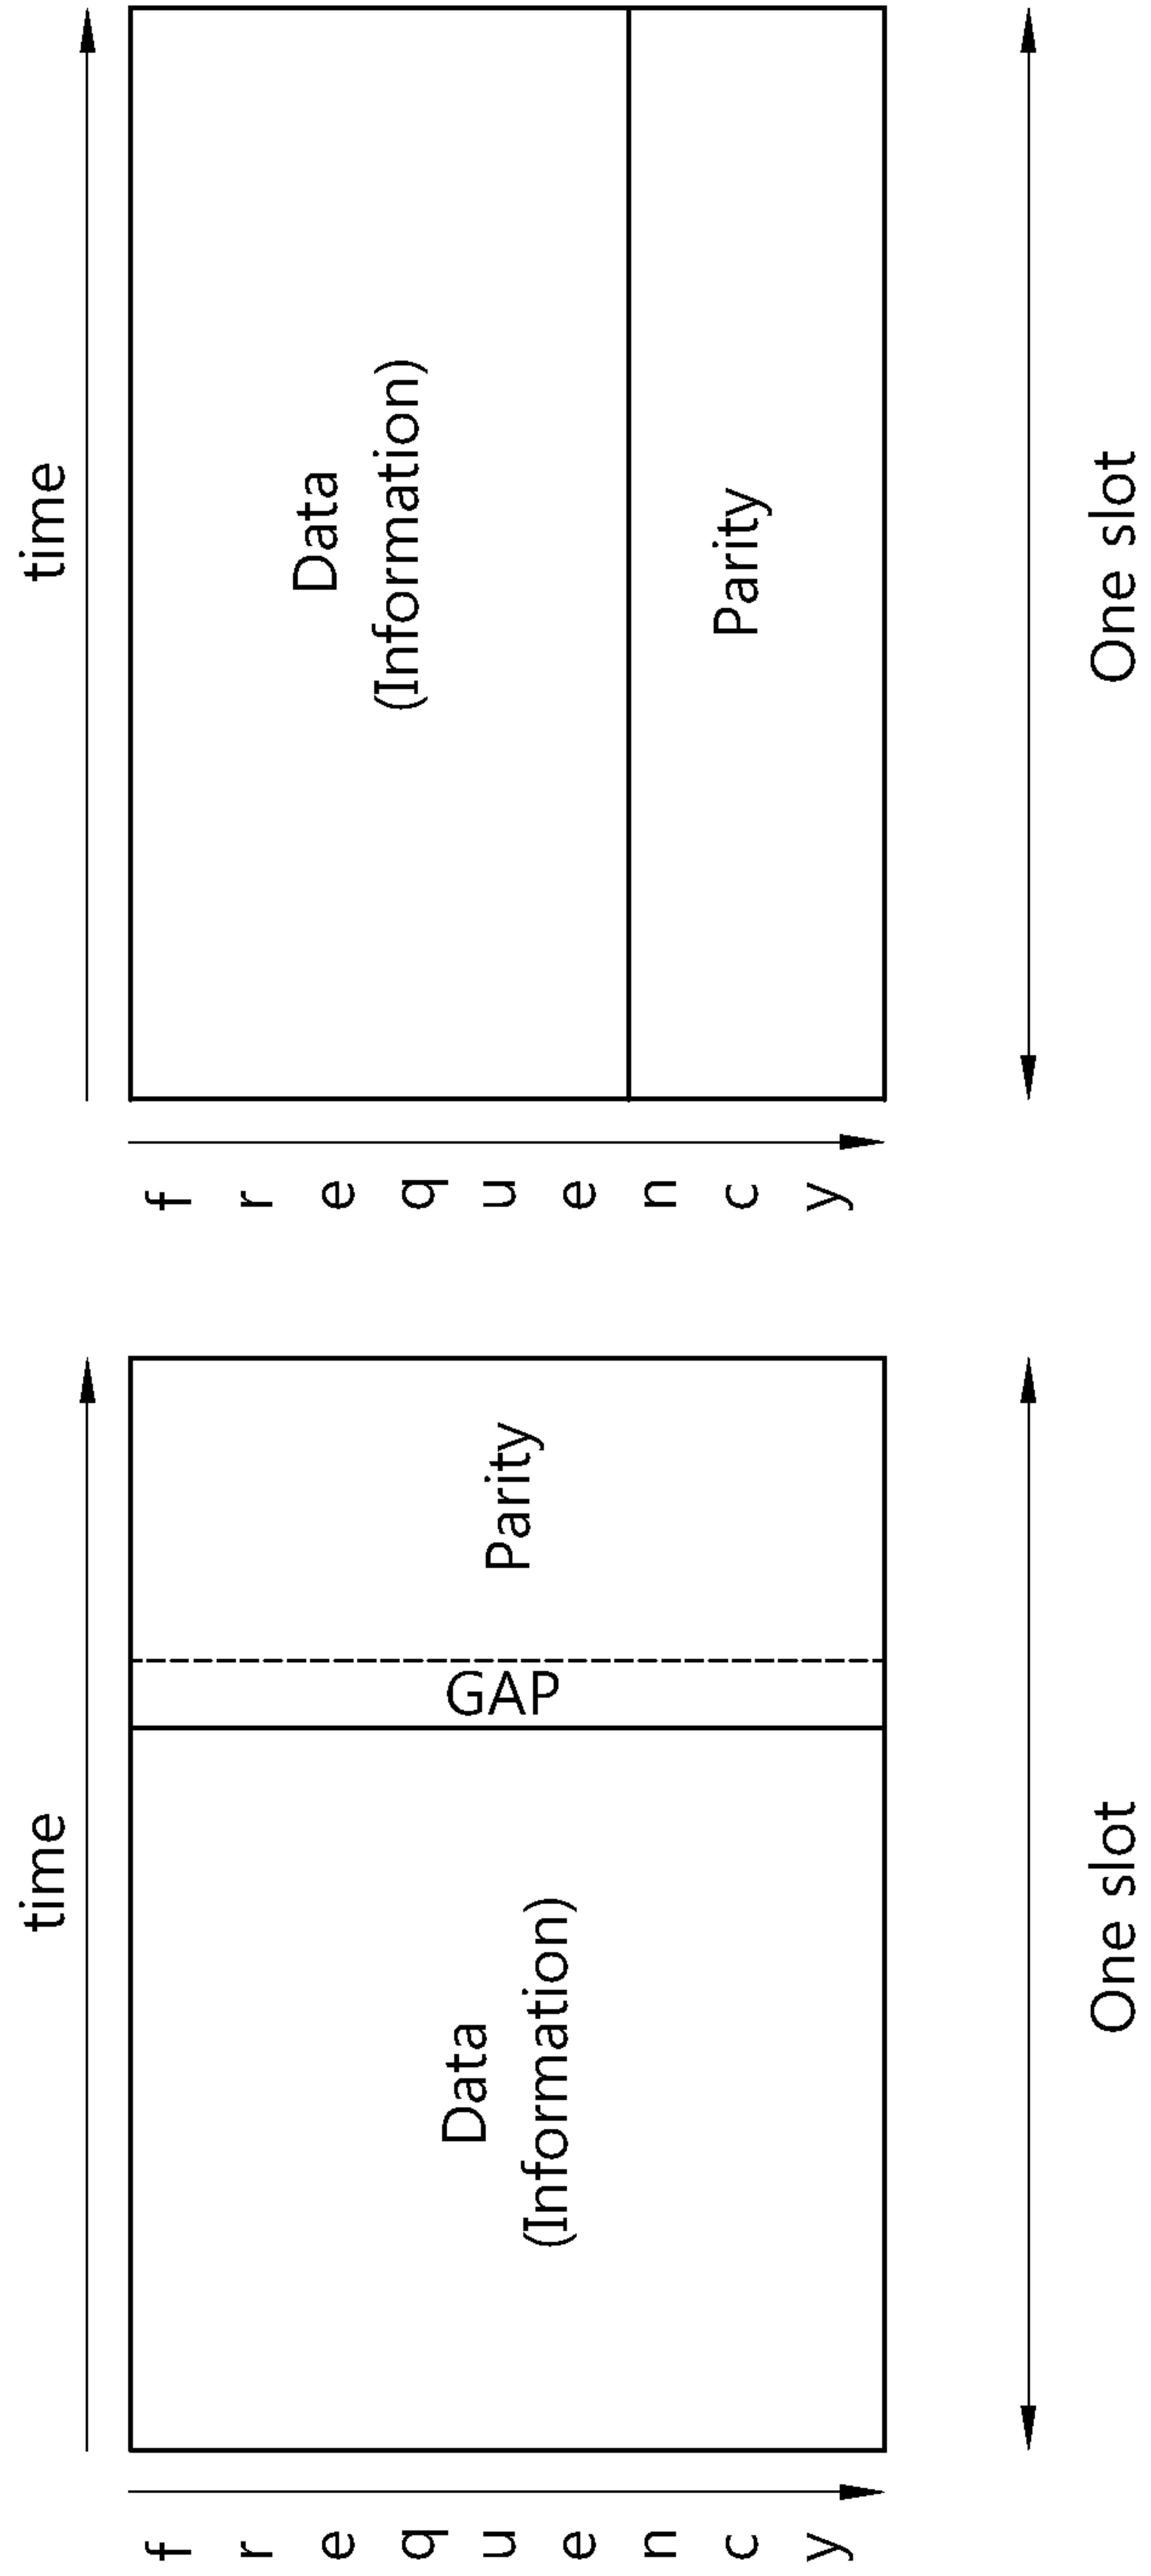 time
frequency
Data
(Information)
GAP
Parity
One slot
time
frequency
Data
(Information)
Parity
One slot